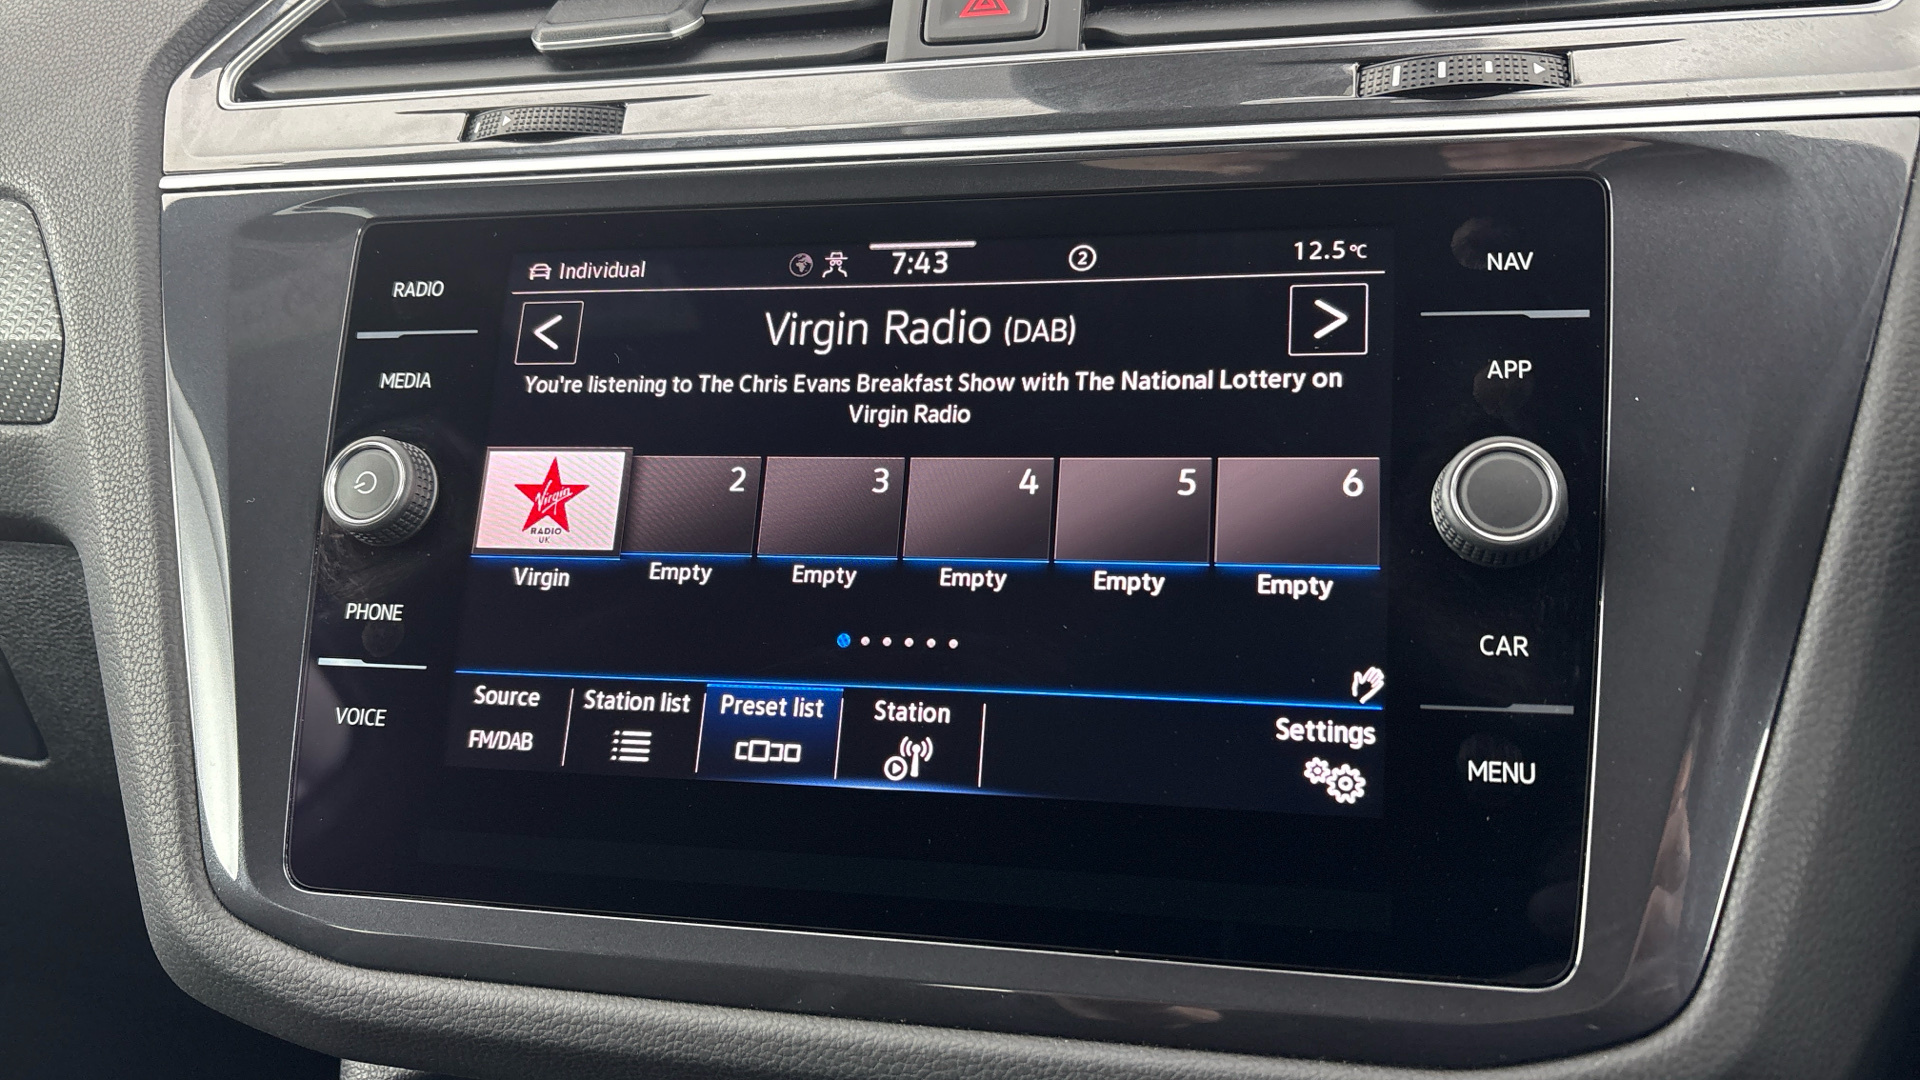 RADIO
MEDIA
PHONE
VOICE
Individual
7:43
2
12.5°C
Virgin Radio (DAB)
You're listening to The Chris Evans Breakfast Show with The National Lottery on
Virgin Radio
Virgin
RADIO
UK
2
3
4
5
6
Virgin
Empty
Empty
Empty
Empty
Empty
Source
FM/DAB
Station list
Preset list
Station
Settings
NAV
APP
CAR
MENU